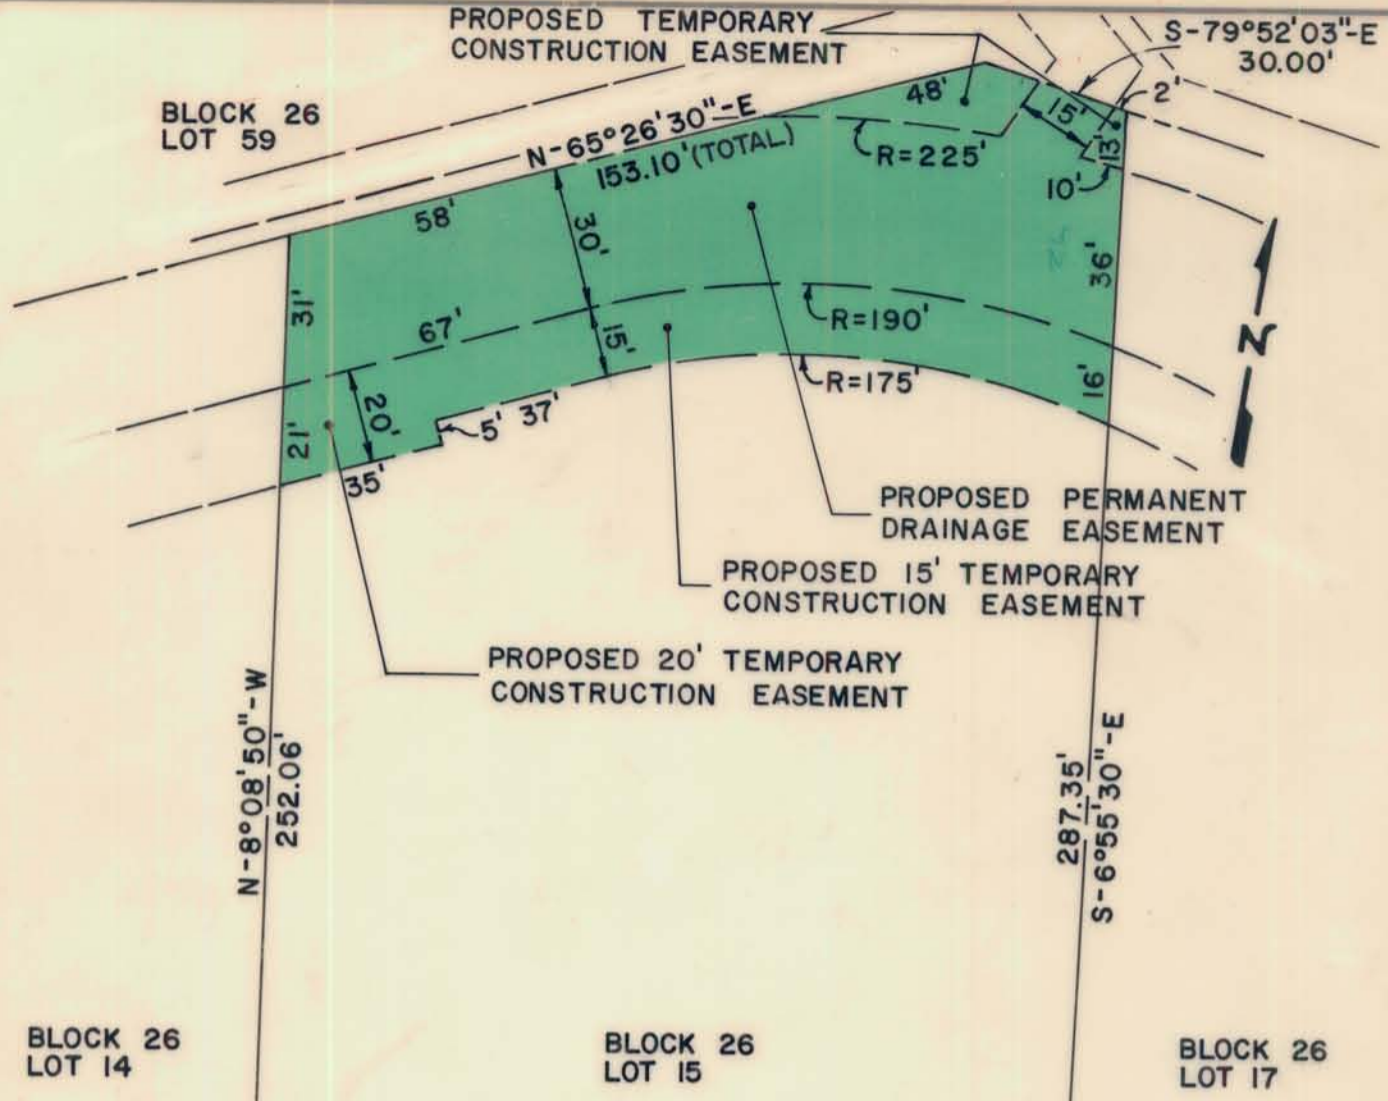 PROPOSED TEMPORARY
CONSTRUCTION EASEMENT
S-79°52'03"-E
30.00'
BLOCK 26
LOT 59
N-65°26'30"-E
153.10'(TOTAL)
48'
15'
2'
13'
10'
R=225'
58'
30'
31'
67'
15'
R=190'
36'
N
R=175'
16'
20'
21'
5' 37'
35'
PROPOSED PERMANENT
DRAINAGE EASEMENT
PROPOSED 15' TEMPORARY
CONSTRUCTION EASEMENT
PROPOSED 20' TEMPORARY
CONSTRUCTION EASEMENT
N-8°08'50"-W
252.06'
287.35'
S-6°55'30"-E
BLOCK 26
LOT 14
BLOCK 26
LOT 15
BLOCK 26
LOT 17